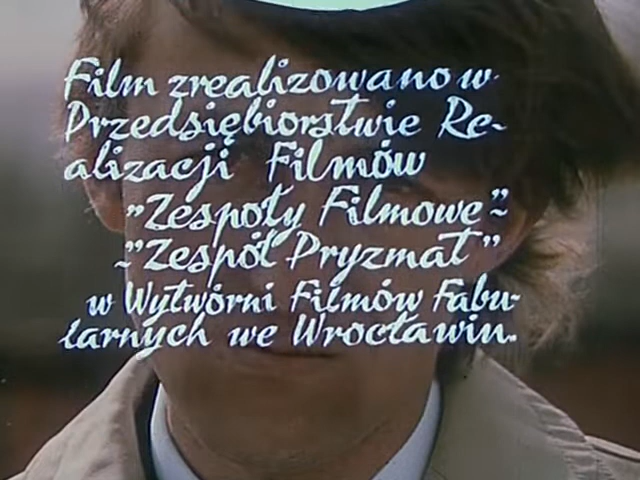 Film zrealizowano w
Przedsiębiorstwie Re-
alizacji Filmów
"Zespoły Filmowe"-
-"Zespół Pryzmat"
w Wytwórni Filmów Fabu-
larnych we Wrocławiu.